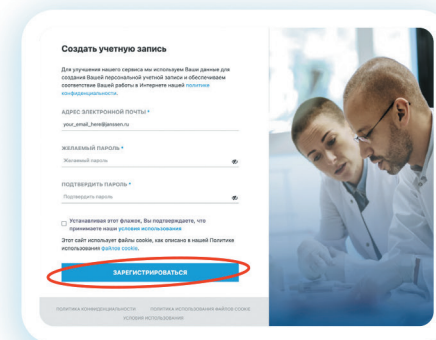 Создать учетную запись
Для улучшения нашего сервиса мы используем Ваши данные для
создания Вашей персональной учетной записи и обеспечиваем
соответствие Вашей работы в Интернете нашей политике
конфиденциальности.
АДРЕС ЭЛЕКТРОННОЙ ПОЧТЫ *
your_email_here@janssen.ru
ЖЕЛАЕМЫЙ ПАРОЛЬ *
Желаемый пароль
ПОДТВЕРДИТЬ ПАРОЛЬ *
Подтвердить пароль
Устанавливая этот флажок, Вы подтверждаете, что
принимаете наши условия использования
Этот сайт использует файлы cookie, как описано в нашей Политике
использования файлов cookie.
ЗАРЕГИСТРИРОВАТЬСЯ
ПОЛИТИКА КОНФИДЕНЦИАЛЬНОСТИ ПОЛИТИКА ИСПОЛЬЗОВАНИЯ ФАЙЛОВ COOKIE
УСЛОВИЯ ИСПОЛЬЗОВАНИЯ